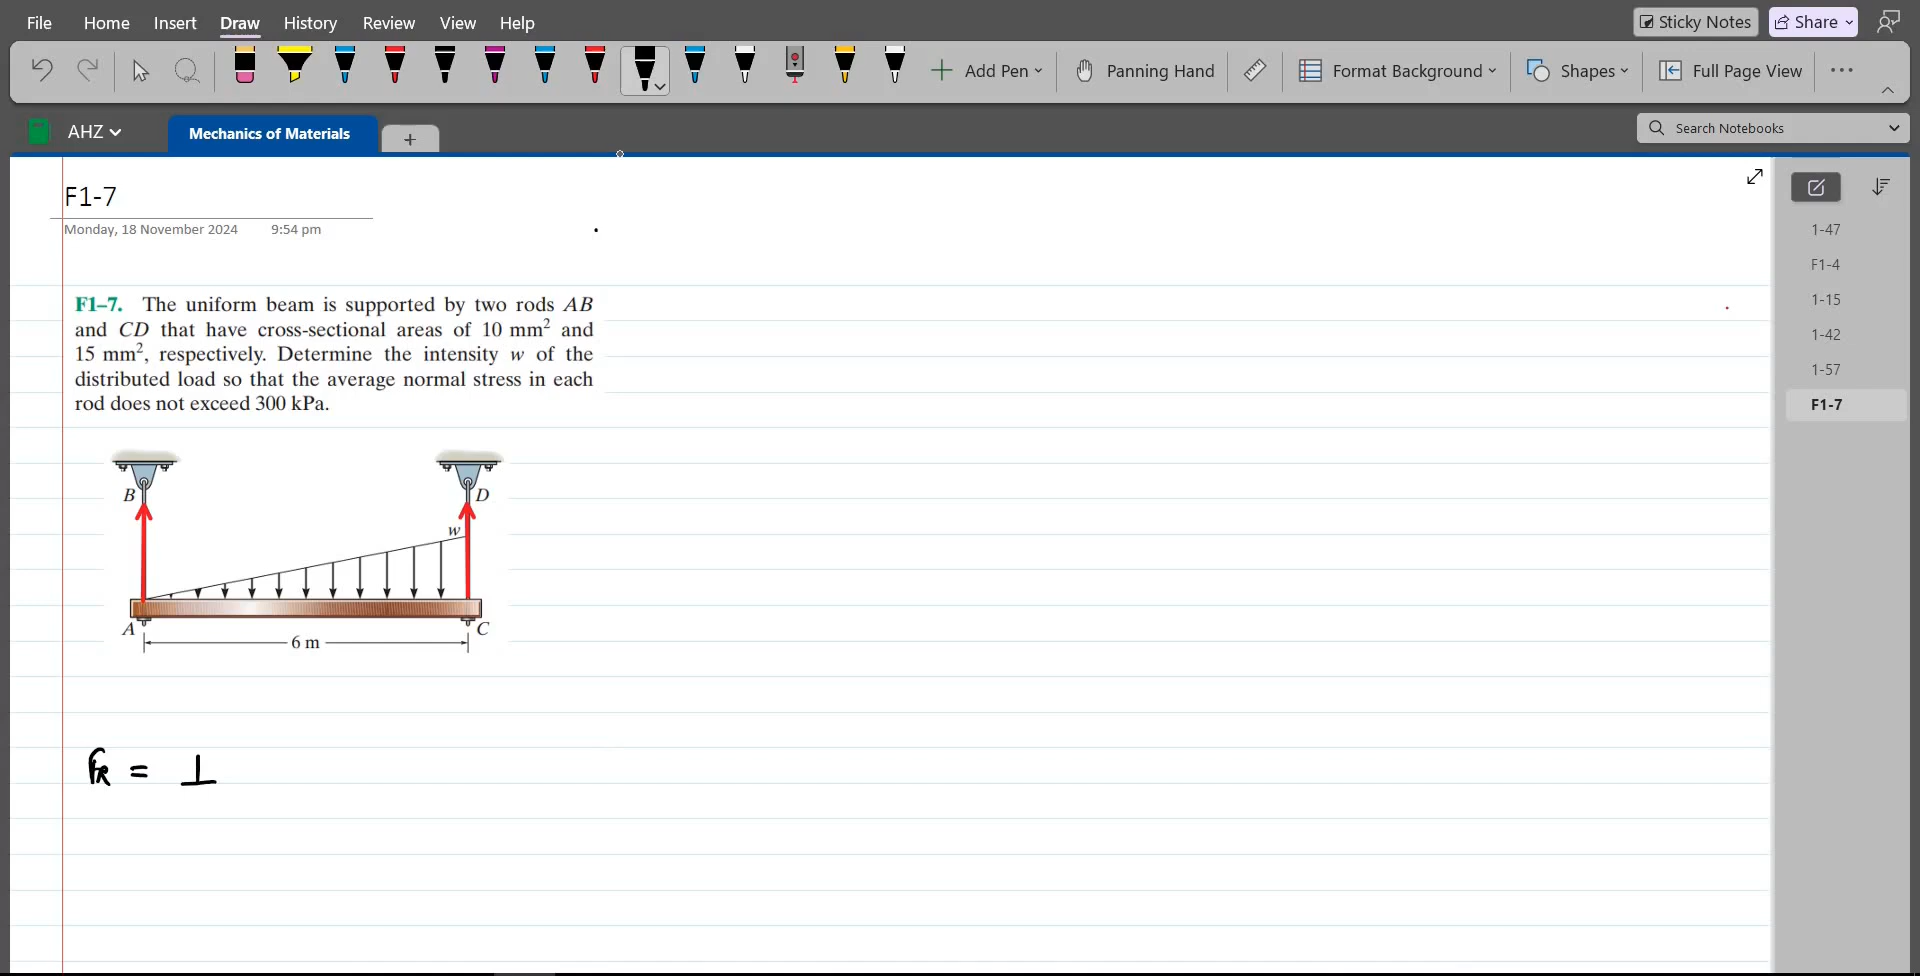 File Home Insert Draw History Review View Help
Sticky Notes Share
Add Pen Panning Hand Format Background Shapes Full Page View
AHZ Mechanics of Materials + Search Notebooks
F1-7
Monday, 18 November 2024 9:54 pm
1-47
F1-4
1-15
1-42
1-57
F1-7
F1–7. The uniform beam is supported by two rods AB
and CD that have cross-sectional areas of 10 mm² and
15 mm², respectively. Determine the intensity w of the
distributed load so that the average normal stress in each
rod does not exceed 300 kPa.
B D
w
A C
6 m
FR = 1